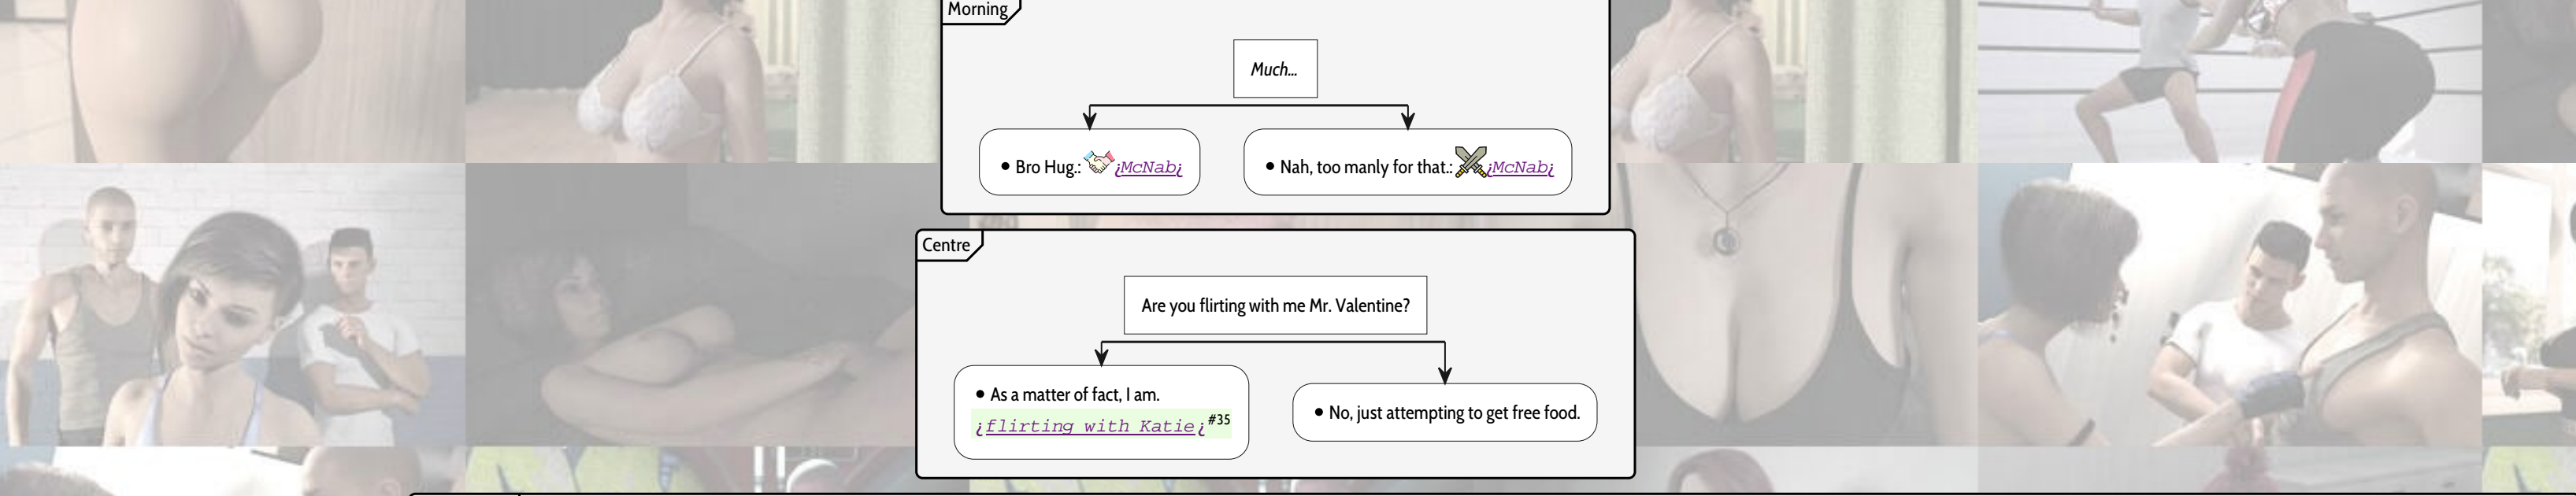 Morning
Much...
• Bro Hug.: ¿McNab¿
• Nah, too manly for that.: ¿McNab¿
Centre
Are you flirting with me Mr. Valentine?
• As a matter of fact, I am.
¿flirting with Katie¿#35
• No, just attempting to get free food.